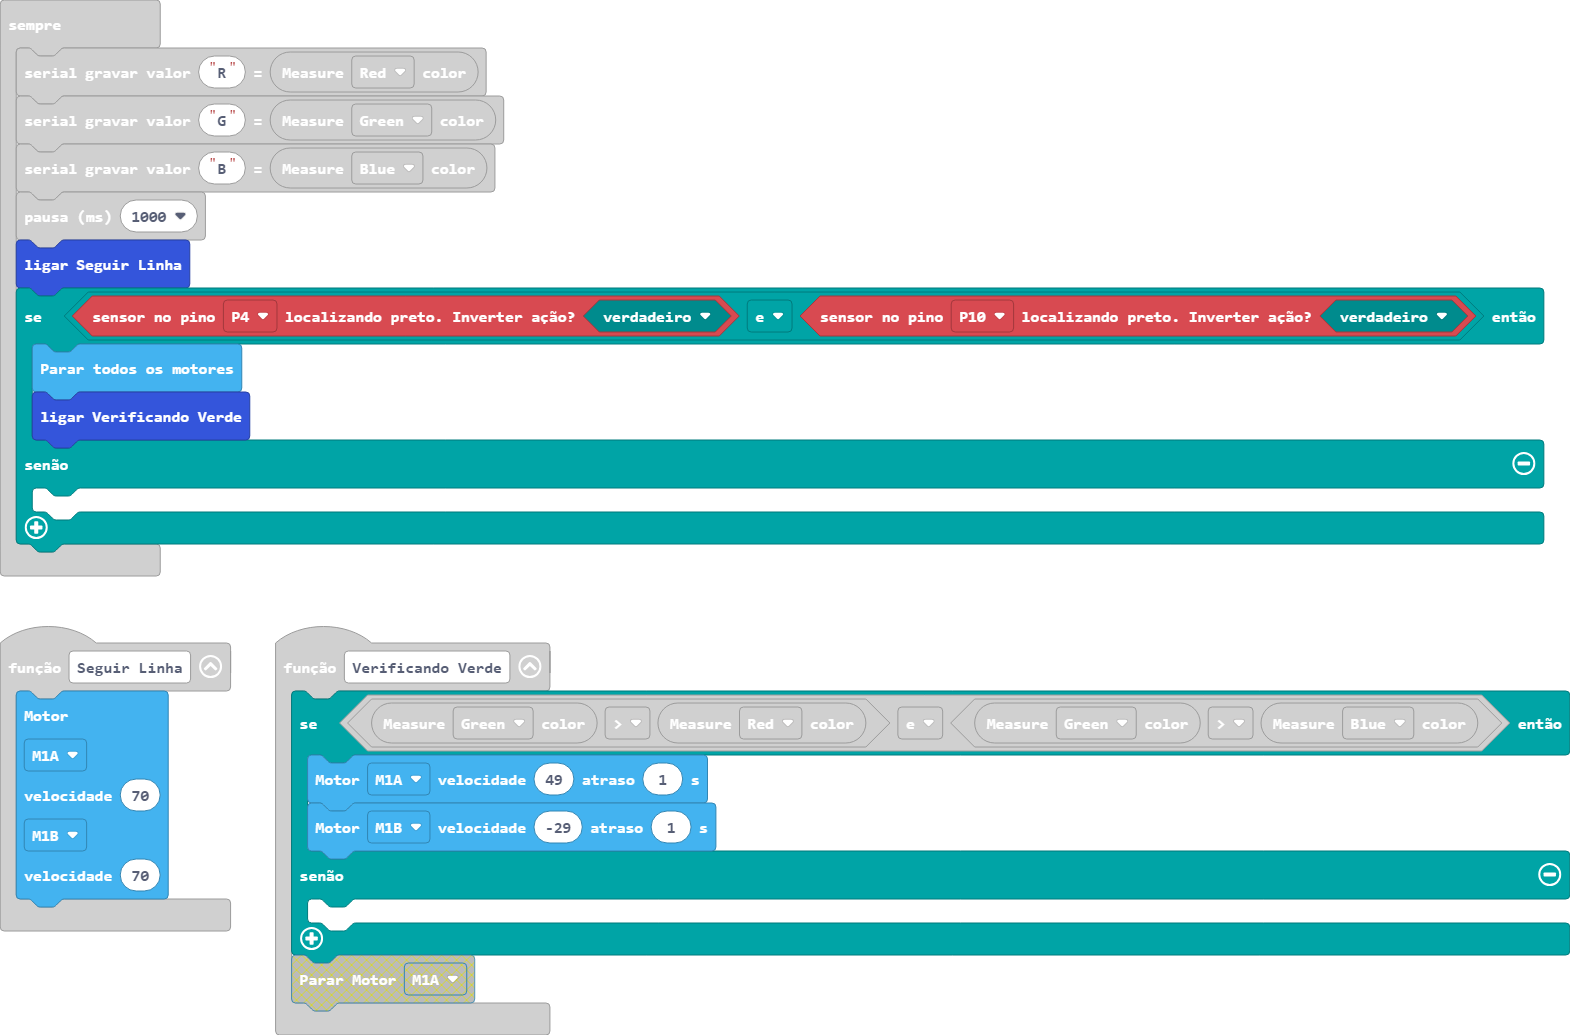 sempre
serial gravar valor "R" = Measure Red color
serial gravar valor "G" = Measure Green color
serial gravar valor "B" = Measure Blue color
pausa (ms) 1000
ligar Seguir Linha
se sensor no pino P4 localizando preto. Inverter ação? verdadeiro e sensor no pino P10 localizando preto. Inverter ação? verdadeiro então
Parar todos os motores
ligar Verificando Verde
senão
função Seguir Linha
Motor
M1A
velocidade 70
M1B
velocidade 70
função Verificando Verde
se Measure Green color > Measure Red color e Measure Green color > Measure Blue color então
Motor M1A velocidade 49 atraso 1 s
Motor M1B velocidade -29 atraso 1 s
senão
Parar Motor M1A